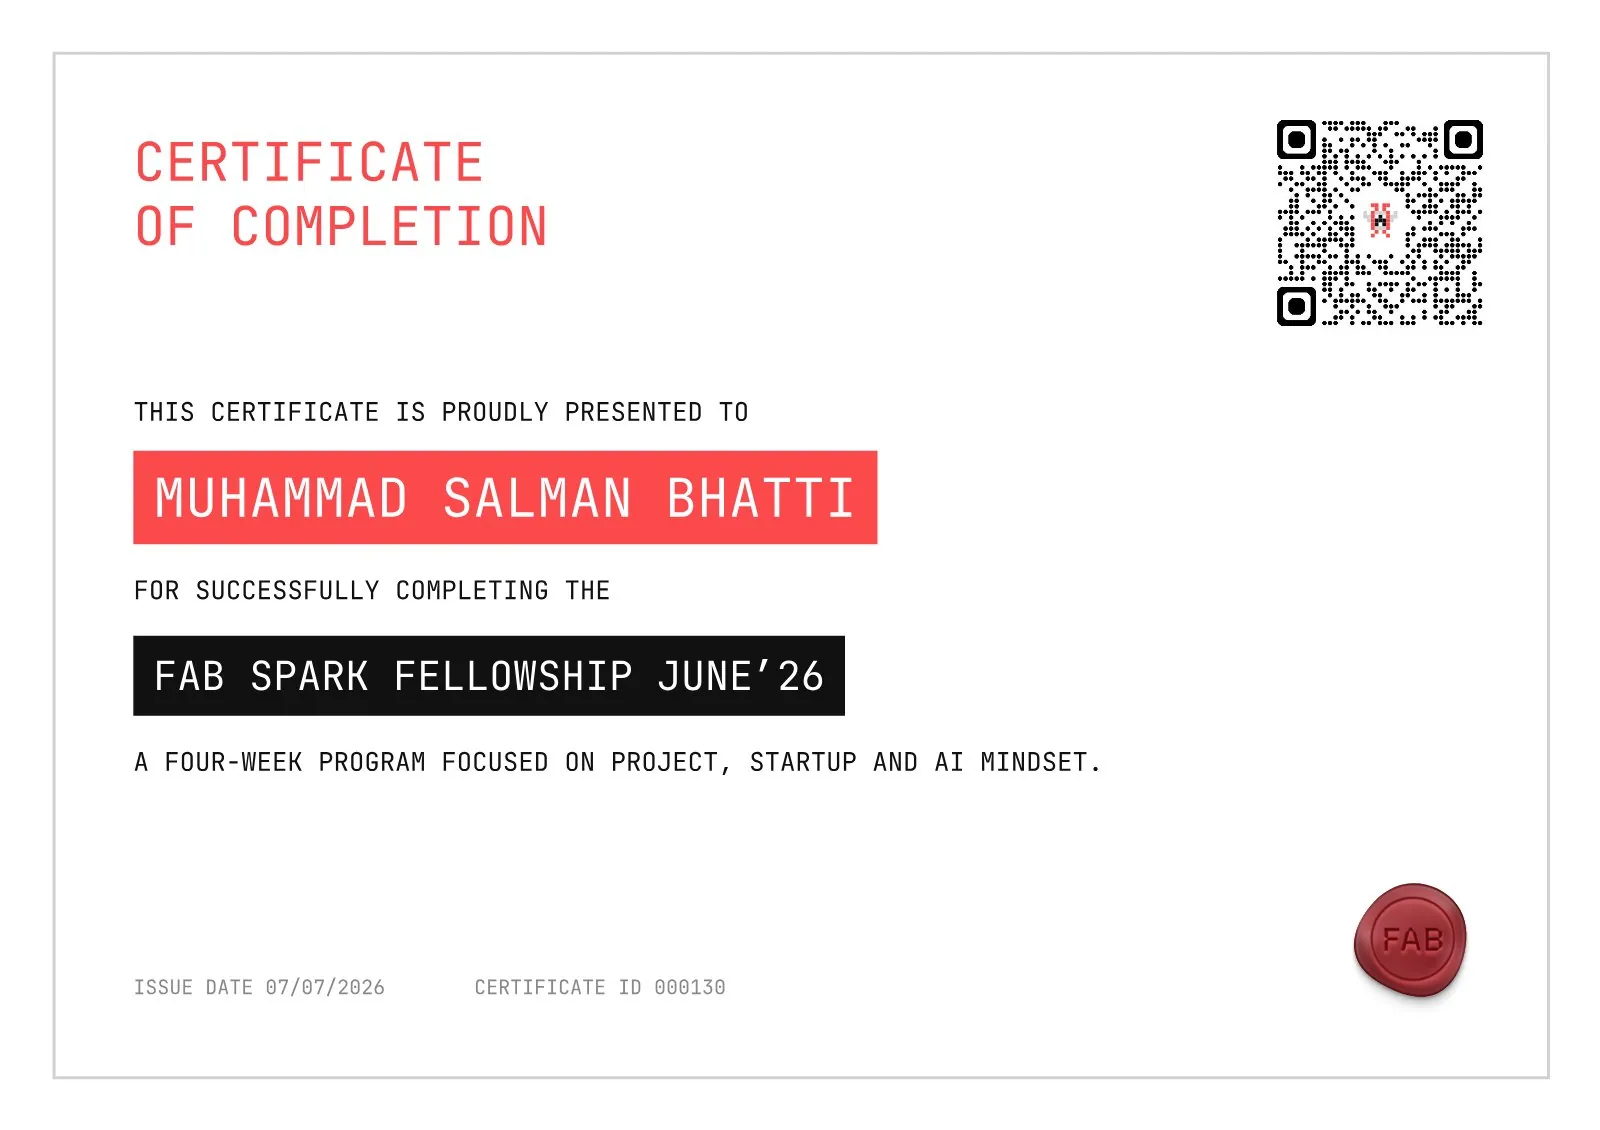 CERTIFICATE
OF COMPLETION
THIS CERTIFICATE IS PROUDLY PRESENTED TO
MUHAMMAD SALMAN BHATTI
FOR SUCCESSFULLY COMPLETING THE
FAB SPARK FELLOWSHIP JUNE’26
A FOUR-WEEK PROGRAM FOCUSED ON PROJECT, STARTUP AND AI MINDSET.
FAB
ISSUE DATE 07/07/2026 CERTIFICATE ID 000130